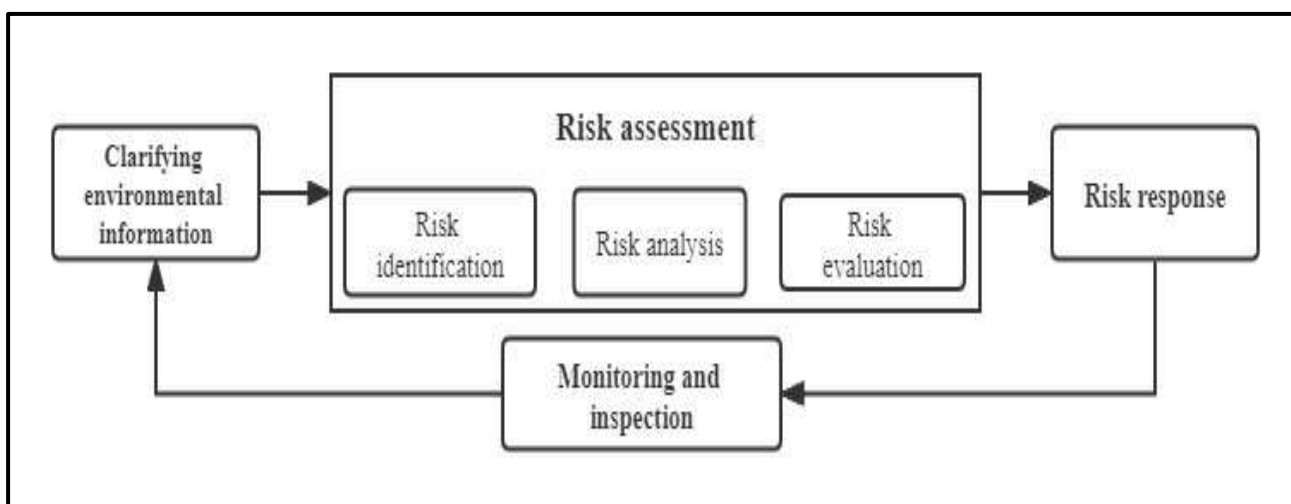 Risk assessment
Clarifying
environmental
information
Risk
identification
Risk analysis
Risk
evaluation
Risk response
Monitoring and
inspection